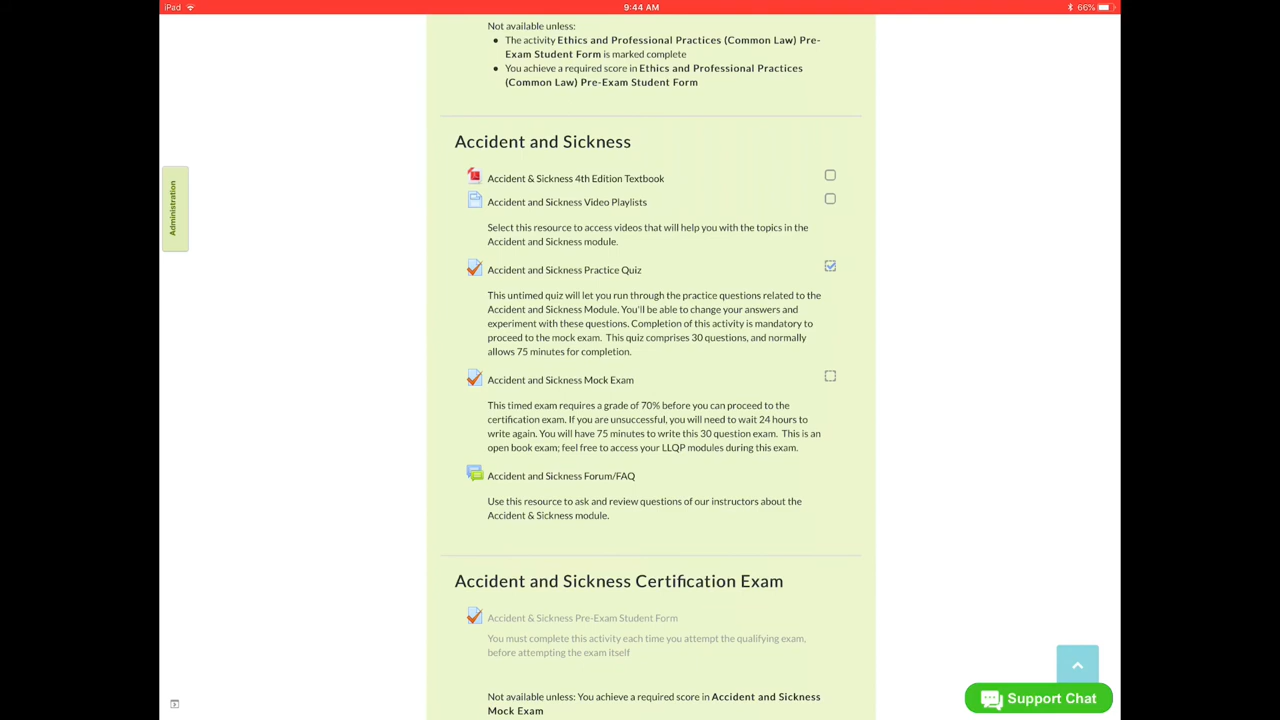 iPad
9:44 AM
66%
Not available unless:
The activity Ethics and Professional Practices (Common Law) Pre-
Exam Student Form is marked complete
You achieve a required score in Ethics and Professional Practices
(Common Law) Pre-Exam Student Form
Accident and Sickness
Accident & Sickness 4th Edition Textbook
Accident and Sickness Video Playlists
Select this resource to access videos that will help you with the topics in the
Accident and Sickness module.
Accident and Sickness Practice Quiz
This untimed quiz will let you run through the practice questions related to the
Accident and Sickness Module. You'll be able to change your answers and
experiment with these questions. Completion of this activity is mandatory to
proceed to the mock exam. This quiz comprises 30 questions, and normally
allows 75 minutes for completion.
Accident and Sickness Mock Exam
This timed exam requires a grade of 70% before you can proceed to the
certification exam. If you are unsuccessful, you will need to wait 24 hours to
write again. You will have 75 minutes to write this 30 question exam. This is an
open book exam; feel free to access your LLQP modules during this exam.
Accident and Sickness Forum/FAQ
Use this resource to ask and review questions of our instructors about the
Accident & Sickness module.
Accident and Sickness Certification Exam
Accident & Sickness Pre-Exam Student Form
You must complete this activity each time you attempt the qualifying exam,
before attempting the exam itself
Not available unless: You achieve a required score in Accident and Sickness
Mock Exam
Administration
Support Chat